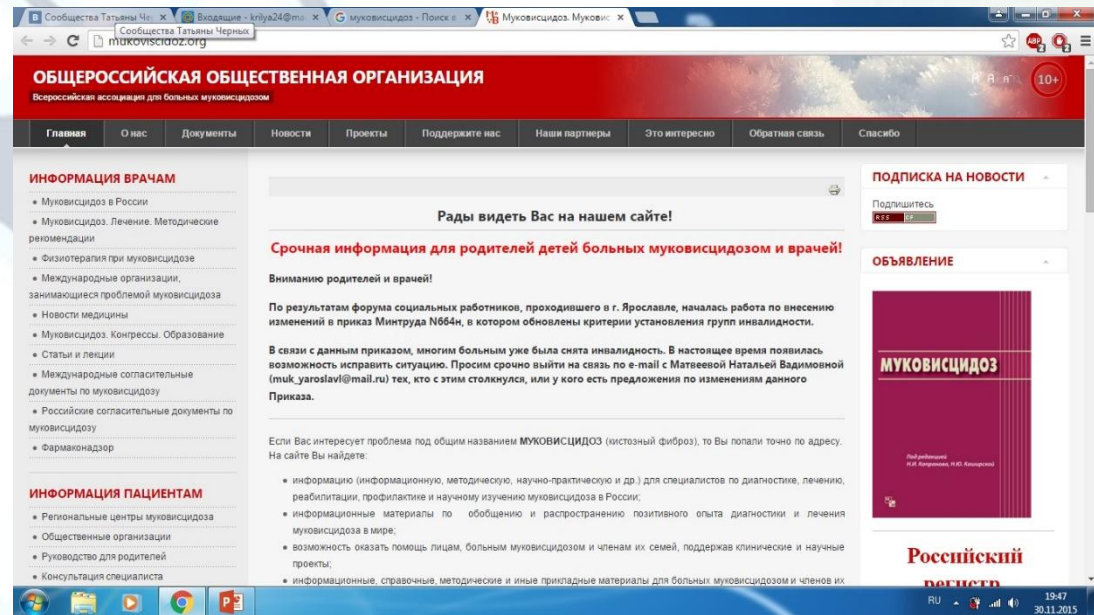 Сообщества Татьяны Чер
Входящие - krilya24@ma
муковисцидоз - Поиск в
Муковисцидоз. Муковис
Сообщества Татьяны Черных
mukoviscidoz.org
ОБЩЕРОССИЙСКАЯ ОБЩЕСТВЕННАЯ ОРГАНИЗАЦИЯ
Всероссийская ассоциация для больных муковисцидозом
10+
Главная О нас Документы Новости Проекты Поддержите нас Наши партнеры Это интересно Обратная связь Спасибо
ИНФОРМАЦИЯ ВРАЧАМ
Муковисцидоз в России
Муковисцидоз. Лечение. Методические
рекомендации
Физиотерапия при муковисцидозе
Международные организации,
занимающиеся проблемой муковисцидоза
Новости медицины
Муковисцидоз. Конгрессы. Образование
Статьи и лекции
Международные согласительные
документы по муковисцидозу
Российские согласительные документы по
муковисцидозу
Фармаконадзор
ИНФОРМАЦИЯ ПАЦИЕНТАМ
Региональные центры муковисцидоза
Общественные организации
Руководство для родителей
Консультация специалиста
Рады видеть Вас на нашем сайте!
Срочная информация для родителей детей больных муковисцидозом и врачей!
Вниманию родителей и врачей!
По результатам форума социальных работников, проходившего в г. Ярославле, началась работа по внесению
изменений в приказ Минтруда N664н, в котором обновлены критерии установления групп инвалидности.
В связи с данным приказом, многим больным уже была снята инвалидность. В настоящее время появилась
возможность исправить ситуацию. Просим срочно выйти на связь по e-mail с Матвеевой Натальей Вадимовной
(muk_yaroslavl@mail.ru) тех, кто с этим столкнулся, или у кого есть предложения по изменениям данного
Приказа.
Если Вас интересует проблема под общим названием МУКОВИСЦИДОЗ (кистозный фиброз), то Вы попали точно по адресу.
На сайте Вы найдете:
информацию (информационную, методическую, научно-практическую и др.) для специалистов по диагностике, лечению,
реабилитации, профилактике и научному изучению муковисцидоза в России;
информационные материалы по обобщению и распространению позитивного опыта диагностики и лечения
муковисцидоза в мире;
возможность оказать помощь лицам, больным муковисцидозом и членам их семей, поддержав клинические и научные
проекты;
информационные, справочные, методические и иные прикладные материалы для больных муковисцидозом и членов их
ПОДПИСКА НА НОВОСТИ
Подпишитесь
RSS
ОБЪЯВЛЕНИЕ
МУКОВИСЦИДОЗ
Под редакцией
Н.И. Капранова, Н.Ю. Каширской
Российский
регистр
RU
19:47
30.11.2015